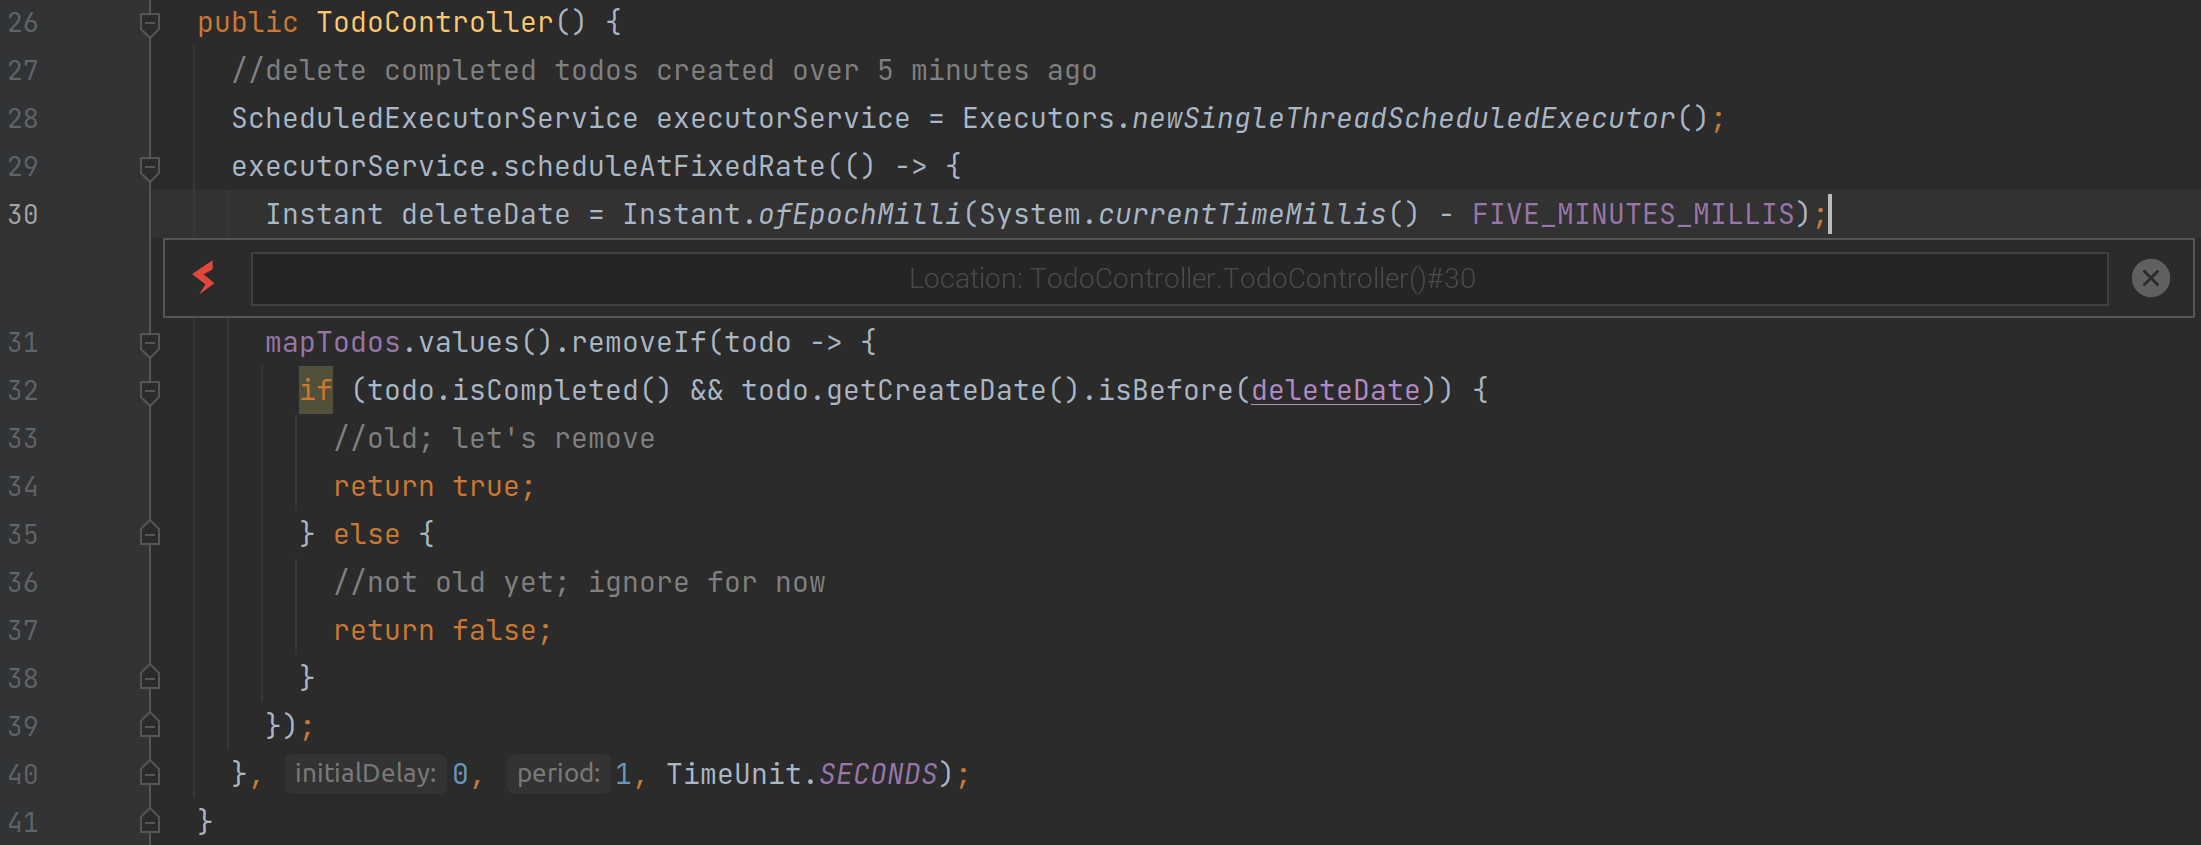 26 public TodoController() {
27 //delete completed todos created over 5 minutes ago
28 ScheduledExecutorService executorService = Executors.newSingleThreadScheduledExecutor();
29 executorService.scheduleAtFixedRate(() -> {
30 Instant deleteDate = Instant.ofEpochMilli(System.currentTimeMillis() - FIVE_MINUTES_MILLIS);
Location: TodoController.TodoController()#30
31 mapTodos.values().removeIf(todo -> {
32 if (todo.isCompleted() && todo.getCreateDate().isBefore(deleteDate)) {
33 //old; let's remove
34 return true;
35 } else {
36 //not old yet; ignore for now
37 return false;
38 }
39 });
40 }, initialDelay: 0, period: 1, TimeUnit.SECONDS);
41 }